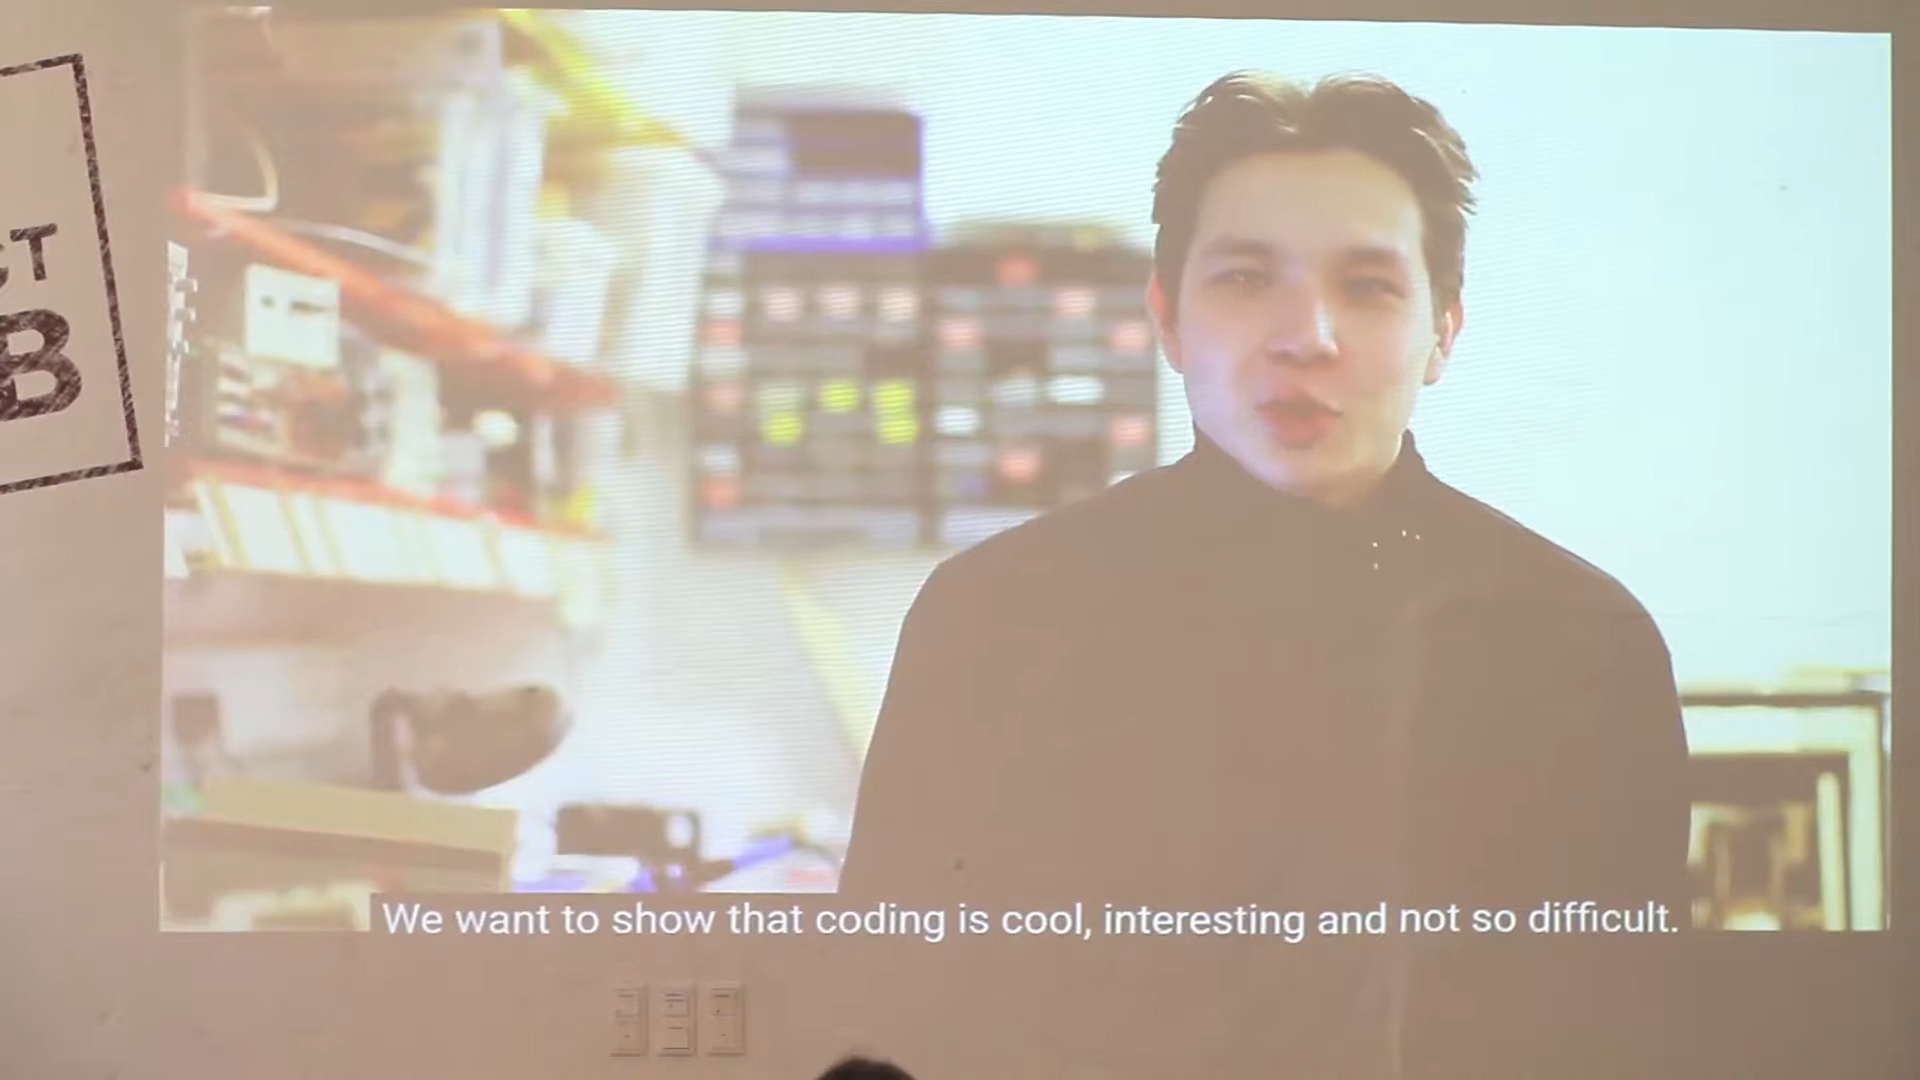 CT
B
We want to show that coding is cool, interesting and not so difficult.